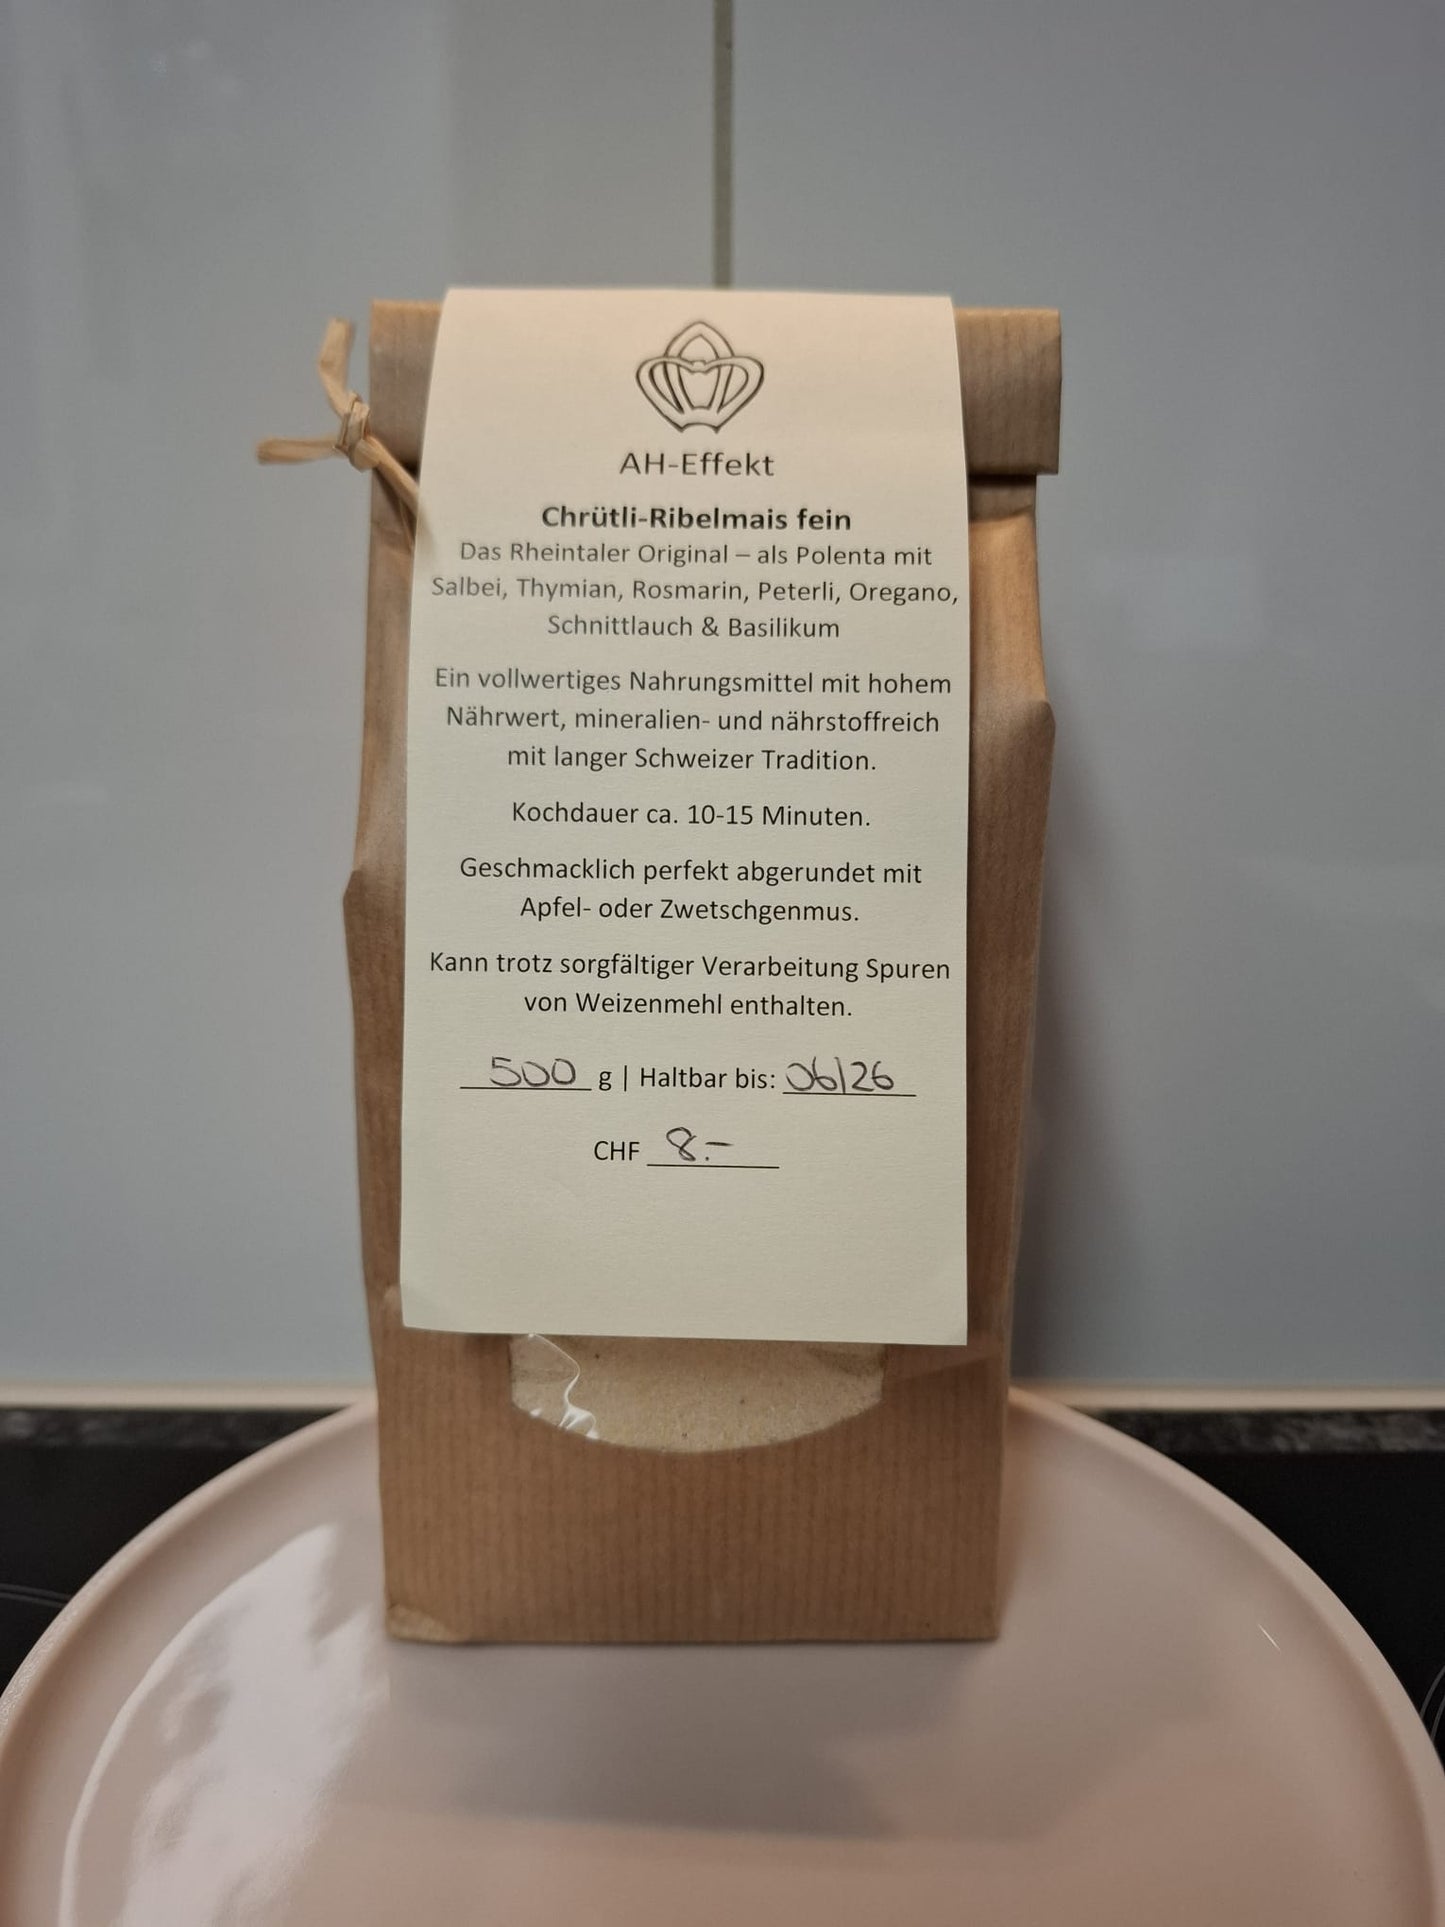 AH-Effekt
Chrütli-Ribelmais fein
Das Rheintaler Original – als Polenta mit
Salbei, Thymian, Rosmarin, Peterli, Oregano,
Schnittlauch & Basilikum
Ein vollwertiges Nahrungsmittel mit hohem
Nährwert, mineralien- und nährstoffreich
mit langer Schweizer Tradition.
Kochdauer ca. 10-15 Minuten.
Geschmacklich perfekt abgerundet mit
Apfel- oder Zwetschgenmus.
Kann trotz sorgfältiger Verarbeitung Spuren
von Weizenmehl enthalten.
500 g | Haltbar bis: 06/26
CHF 8.-